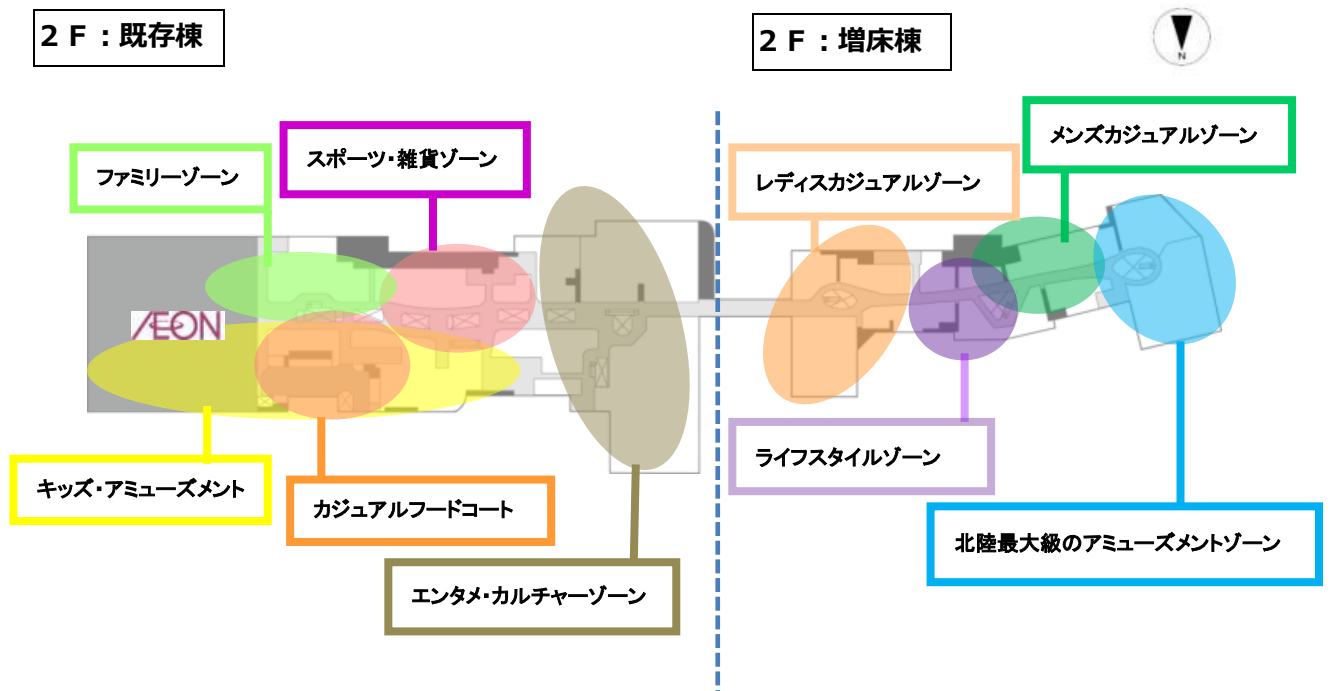 2F：既存棟
2F：増床棟
N
スポーツ・雑貨ゾーン
ファミリーゾーン
メンズカジュアルゾーン
レディスカジュアルゾーン
ÆON
キッズ・アミューズメント
カジュアルフードコート
エンタメ・カルチャーゾーン
ライフスタイルゾーン
北陸最大級のアミューズメントゾーン